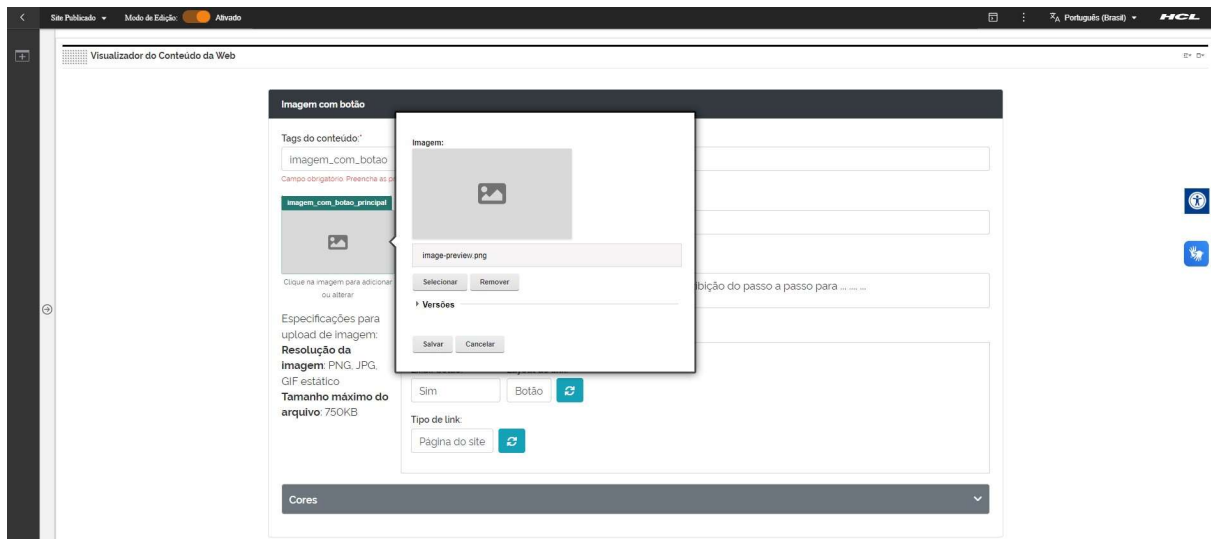 Site Publicado
Modo de Edição:
Ativado
Português (Brasil)
HCL
Visualizador do Conteúdo da Web
Imagem com botão
Tags do conteúdo:*
imagem_com_botao
Campo obrigatório. Preencha as
imagem_com_botao_principal
Clique na imagem para adicionar
ou alterar
Especificações para
upload de imagem:
Resolução da
imagem: PNG, JPG,
GIF estático
Tamanho máximo do
arquivo: 750KB
Imagem:
image-preview.png
Selecionar
Remover
Versões
Salvar
Cancelar
ibição do passo a passo para ... ..., ...
Sim
Botão
Tipo de link:
Página do site
Cores